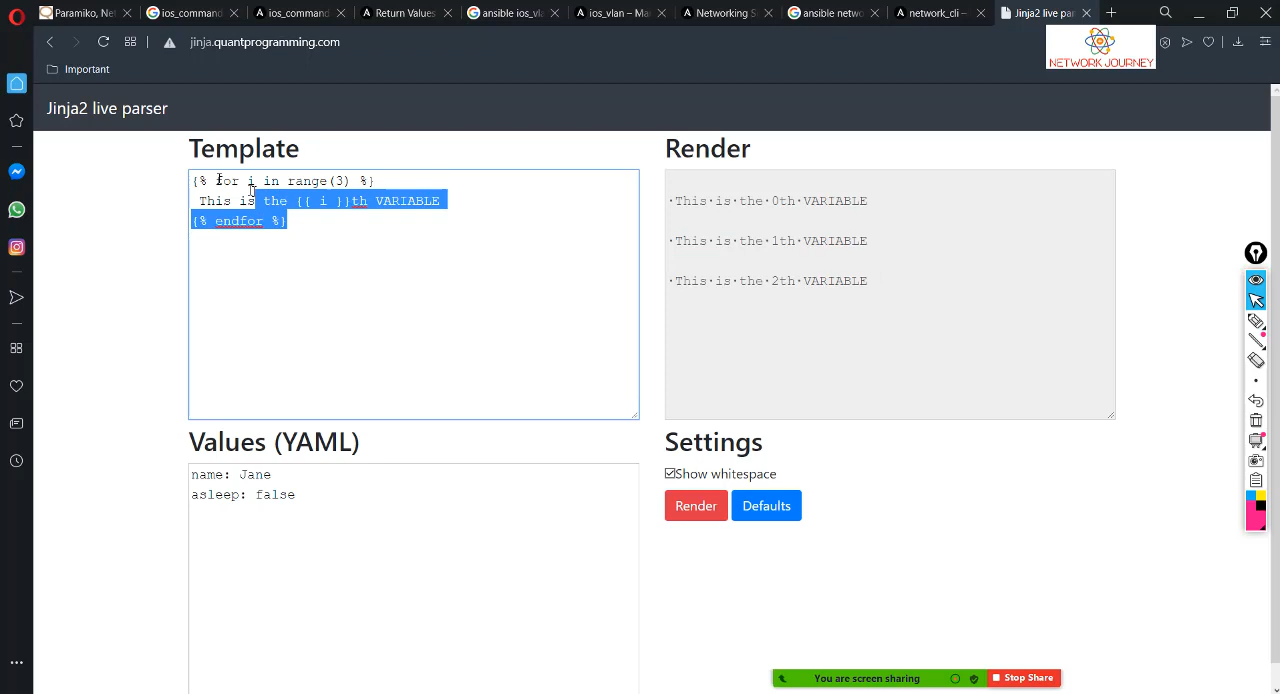 Paramiko, Net
ios_command
ios_command
Return Values
ansible ios_vla
ios_vlan – Ma
Networking S
ansible netwo
network_cli –
Jinja2 live par
jinja.quantprogramming.com
NETWORK JOURNEY
Important
Jinja2 live parser
Template
{% for i in range(3) %}
This is the {{ i }}th VARIABLE
{% endfor %}
Render
·This·is·the·0th·VARIABLE
·This·is·the·1th·VARIABLE
·This·is·the·2th·VARIABLE
Values (YAML)
name: Jane
asleep: false
Settings
Show whitespace
Render
Defaults
You are screen sharing
Stop Share